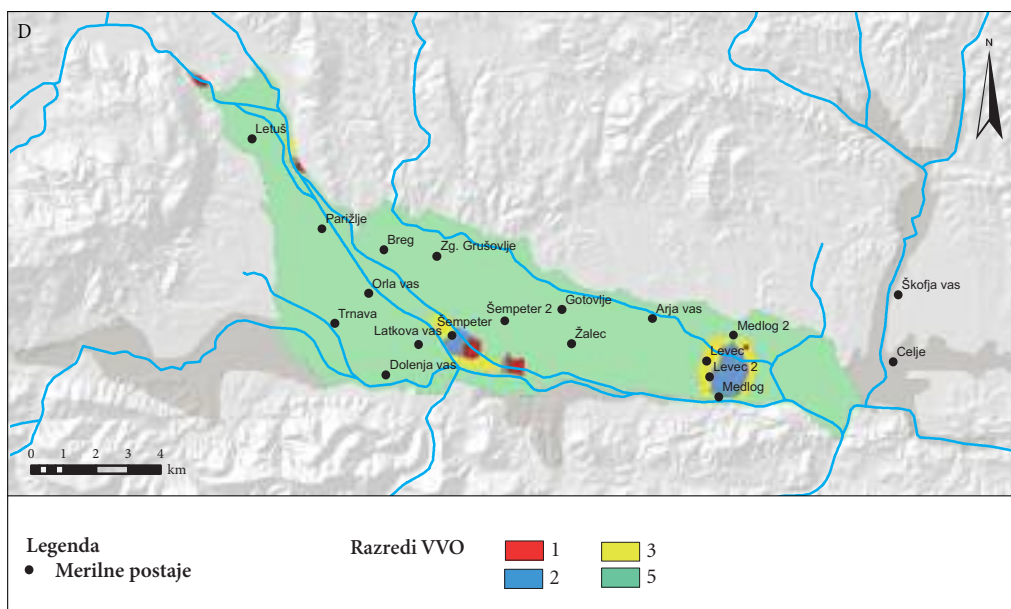 D
N
Letuš
Parižlje
Breg
Zg. Grušovlje
Orla vas
Škofja vas
Šempeter 2
Gotovlje
Trnava
Šempeter
Arja vas
Latkova vas
Žalec
Medlog 2
Levec
Celje
Dolenja vas
Levec 2
Medlog
0 1 2 3 4
km
Legenda
Merilne postaje
Razredi VVO
1
2
3
5